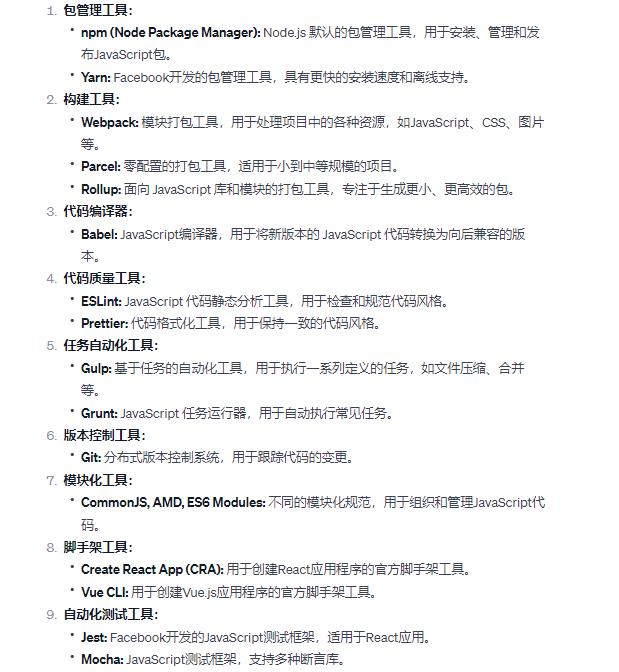 1. 包管理工具：
• npm (Node Package Manager): Node.js 默认的包管理工具，用于安装、管理和发
布JavaScript包。
• Yarn: Facebook开发的包管理工具，具有更快的安装速度和离线支持。
2. 构建工具：
• Webpack: 模块打包工具，用于处理项目中的各种资源，如JavaScript、CSS、图片
等。
• Parcel: 零配置的打包工具，适用于小到中等规模的项目。
• Rollup: 面向 JavaScript 库和模块的打包工具，专注于生成更小、更高效的包。
3. 代码编译器：
• Babel: JavaScript编译器，用于将新版本的 JavaScript 代码转换为向后兼容的版
本。
4. 代码质量工具：
• ESLint: JavaScript 代码静态分析工具，用于检查和规范代码风格。
• Prettier: 代码格式化工具，用于保持一致的代码风格。
5. 任务自动化工具：
• Gulp: 基于任务的自动化工具，用于执行一系列定义的任务，如文件压缩、合并
等。
• Grunt: JavaScript 任务运行器，用于自动执行常见任务。
6. 版本控制工具：
• Git: 分布式版本控制系统，用于跟踪代码的变更。
7. 模块化工具：
• CommonJS, AMD, ES6 Modules: 不同的模块化规范，用于组织和管理JavaScript代
码。
8. 脚手架工具：
• Create React App (CRA): 用于创建React应用程序的官方脚手架工具。
• Vue CLI: 用于创建Vue.js应用程序的官方脚手架工具。
9. 自动化测试工具：
• Jest: Facebook开发的JavaScript测试框架，适用于React应用。
• Mocha: JavaScript测试框架，支持多种断言库。